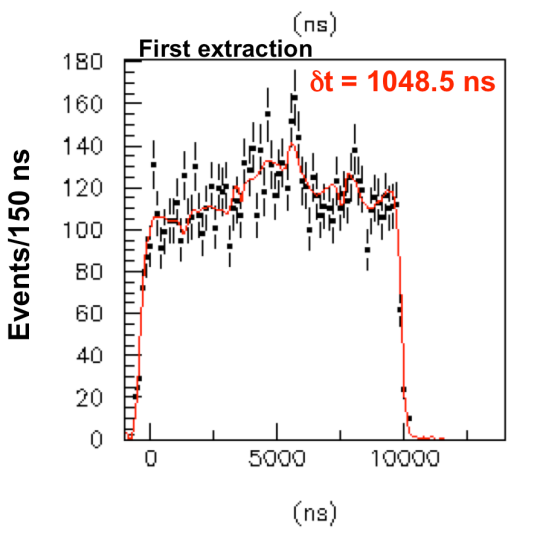 (ns)
First extraction
δt = 1048.5 ns
Events/150 ns
180
160
140
120
100
80
60
40
20
0
0 5000 10000
(ns)